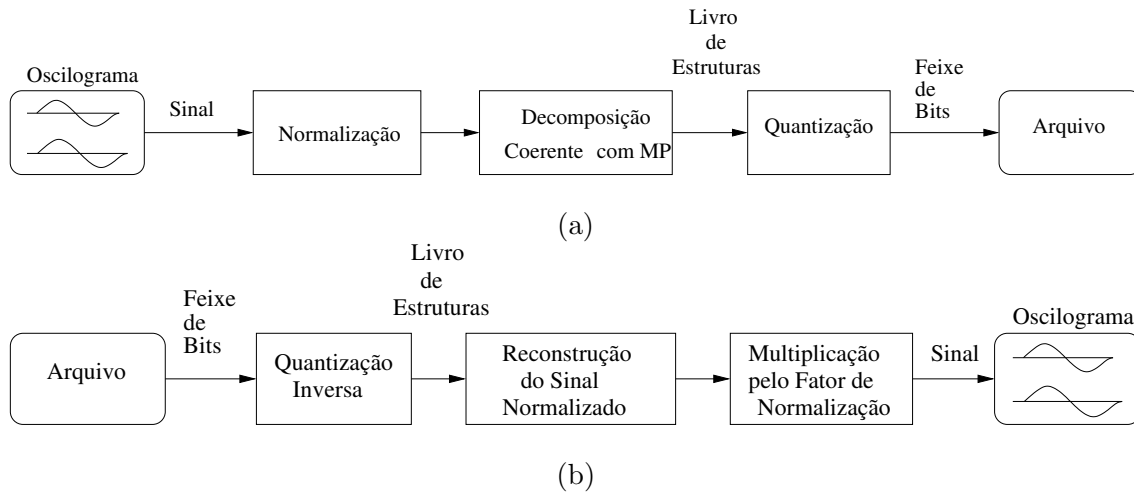 Livro
de
Estruturas
Feixe
de
Bits
Oscilograma
Sinal
Normalização
Decomposição
Coerente com MP
Quantização
Arquivo
(a)
Livro
de
Estruturas
Feixe
de
Bits
Oscilograma
Arquivo
Quantização
Inversa
Reconstrução
do Sinal
Normalizado
Multiplicação
pelo Fator de
Normalização
Sinal
(b)